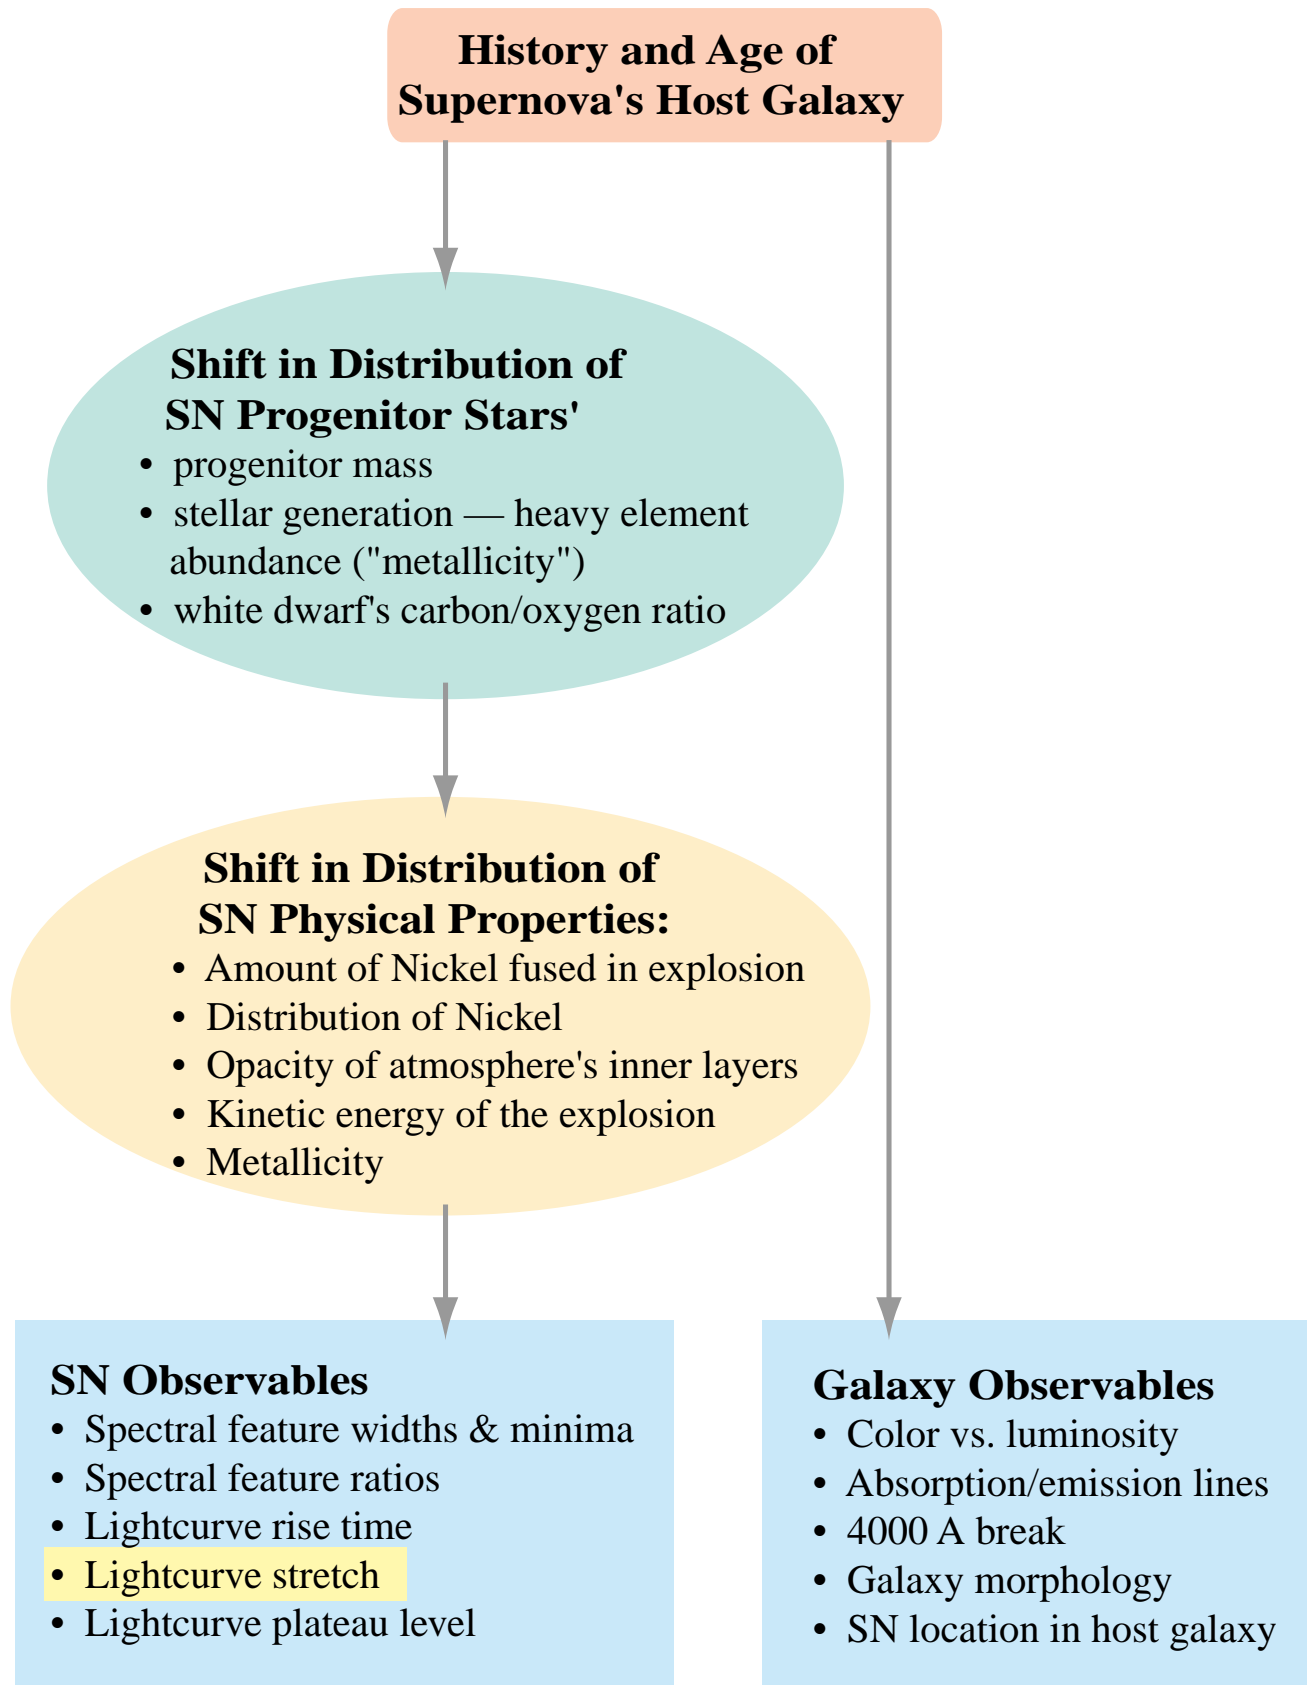 History and Age of
Supernova's Host Galaxy
Shift in Distribution of
SN Progenitor Stars'
• progenitor mass
• stellar generation — heavy element
abundance ("metallicity")
• white dwarf's carbon/oxygen ratio
Shift in Distribution of
SN Physical Properties:
• Amount of Nickel fused in explosion
• Distribution of Nickel
• Opacity of atmosphere's inner layers
• Kinetic energy of the explosion
• Metallicity
SN Observables
• Spectral feature widths & minima
• Spectral feature ratios
• Lightcurve rise time
• Lightcurve stretch
• Lightcurve plateau level
Galaxy Observables
• Color vs. luminosity
• Absorption/emission lines
• 4000 A break
• Galaxy morphology
• SN location in host galaxy